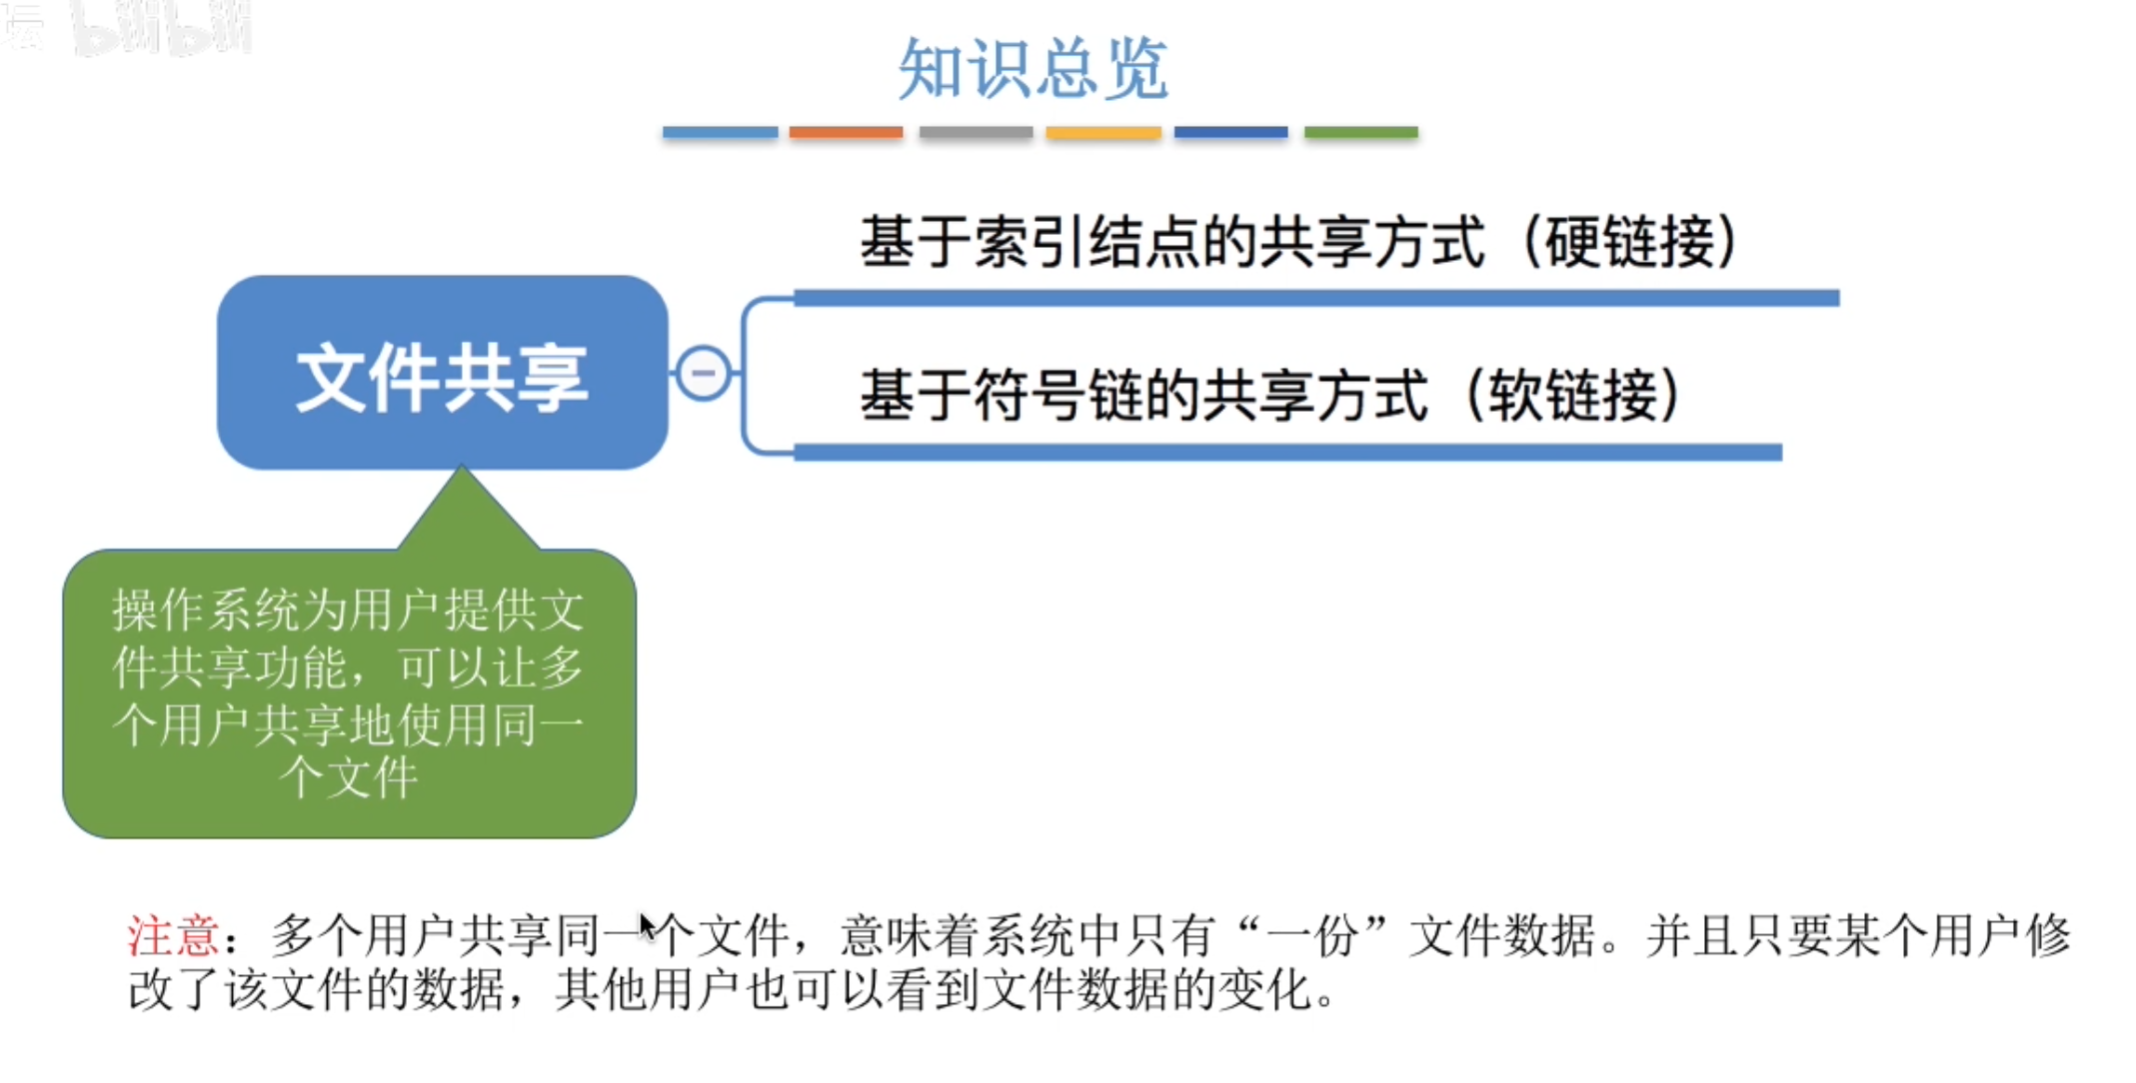 bilibili
知识总览
基于索引结点的共享方式（硬链接）
文件共享
基于符号链的共享方式（软链接）
操作系统为用户提供文
件共享功能，可以让多
个用户共享地使用同一
个文件
注意：多个用户共享同一个文件，意味着系统中只有“一份”文件数据。并且只要某个用户修
改了该文件的数据，其他用户也可以看到文件数据的变化。